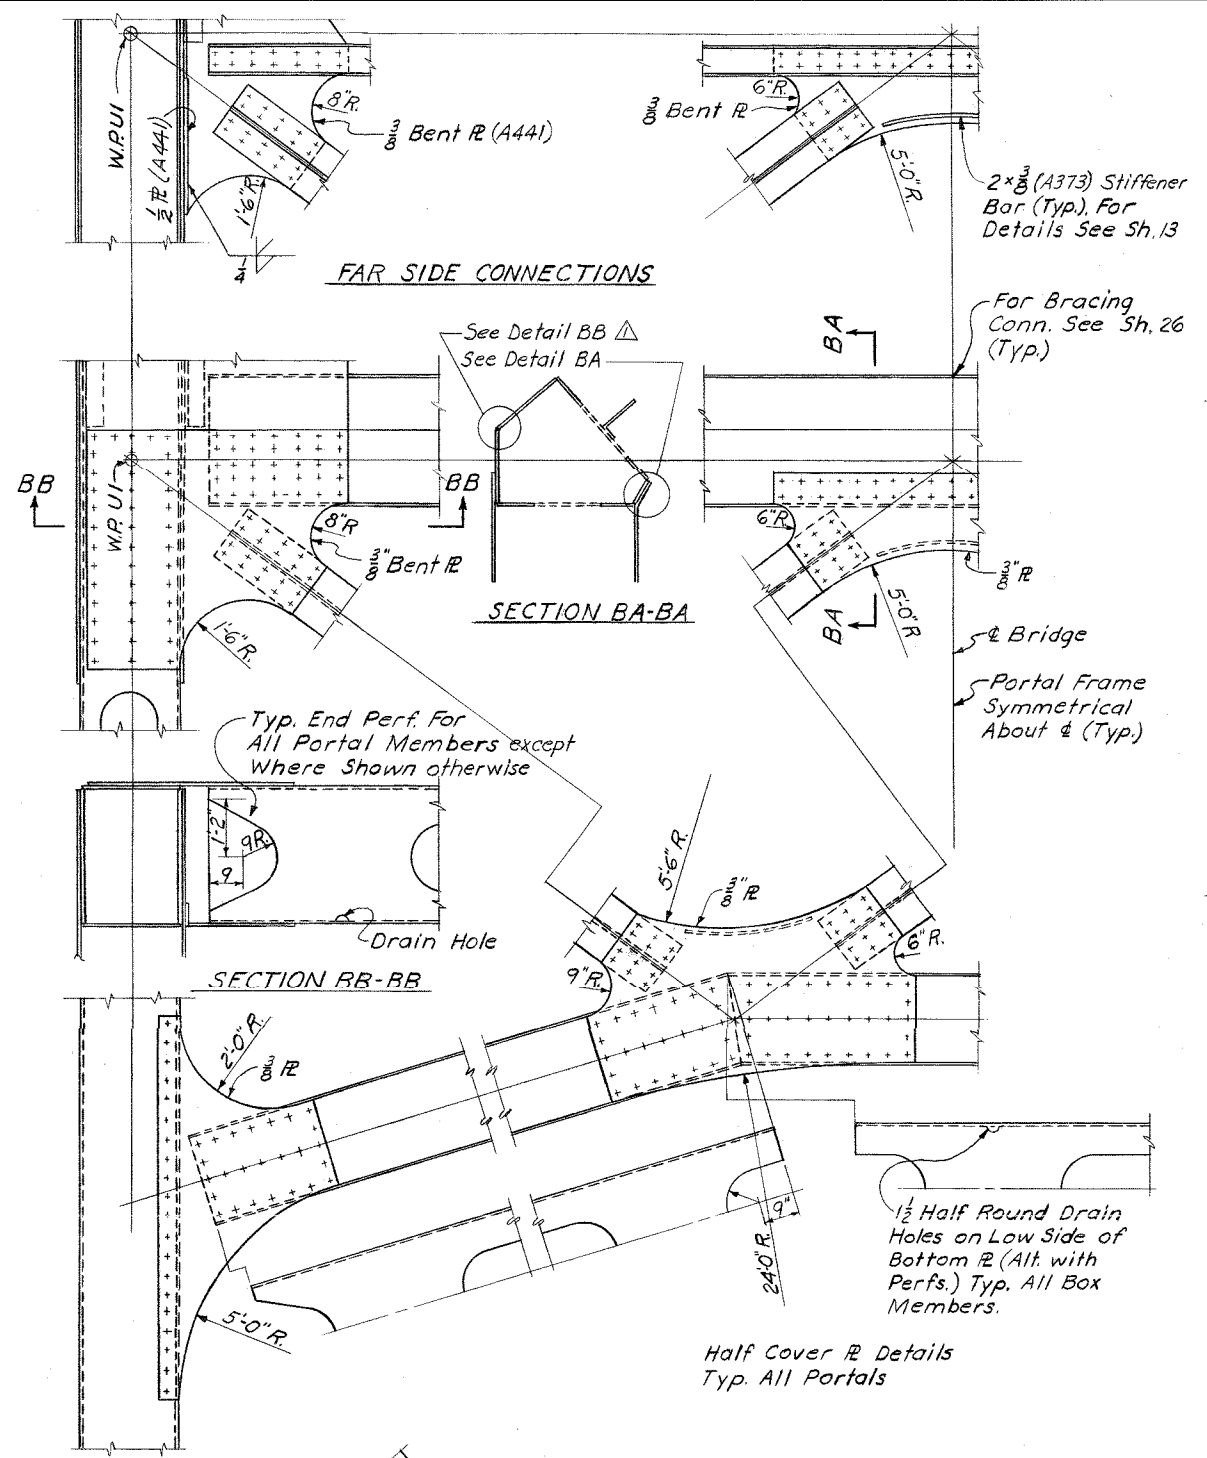 W.P.U1
1/2 ⅊ (A441)
8"R.
3/8 Bent ⅊ (A441)
1'-6"R.
1/4
6"R.
3/8 Bent ⅊
5'-0"R.
2 × 3/8 (A373) Stiffener
Bar (Typ.), For
Details See Sh. 13
FAR SIDE CONNECTIONS
For Bracing
Conn. See Sh. 26
(Typ.)
See Detail BB △1
See Detail BA
BA
BB
BB
W.P. U1
8"R
3/8" Bent ⅊
1'-6"R.
SECTION BA-BA
6"R.
3/8" ⅊
5'-0"R
BA
℄ Bridge
Portal Frame
Symmetrical
About ℄ (Typ.)
Typ. End Perf. For
All Portal Members except
Where Shown otherwise
1'-2"
9R.
9
Drain Hole
SECTION BB-BB
5'-6"R.
3/8" ⅊
6"R.
9"R.
2'-0"R.
3/8 ⅊
9"
24'-0"R.
5'-0"R.
1 1/2 Half Round Drain
Holes on Low Side of
Bottom ⅊ (Alt. with
Perfs.) Typ. All Box
Members.
Half Cover ⅊ Details
Typ. All Portals